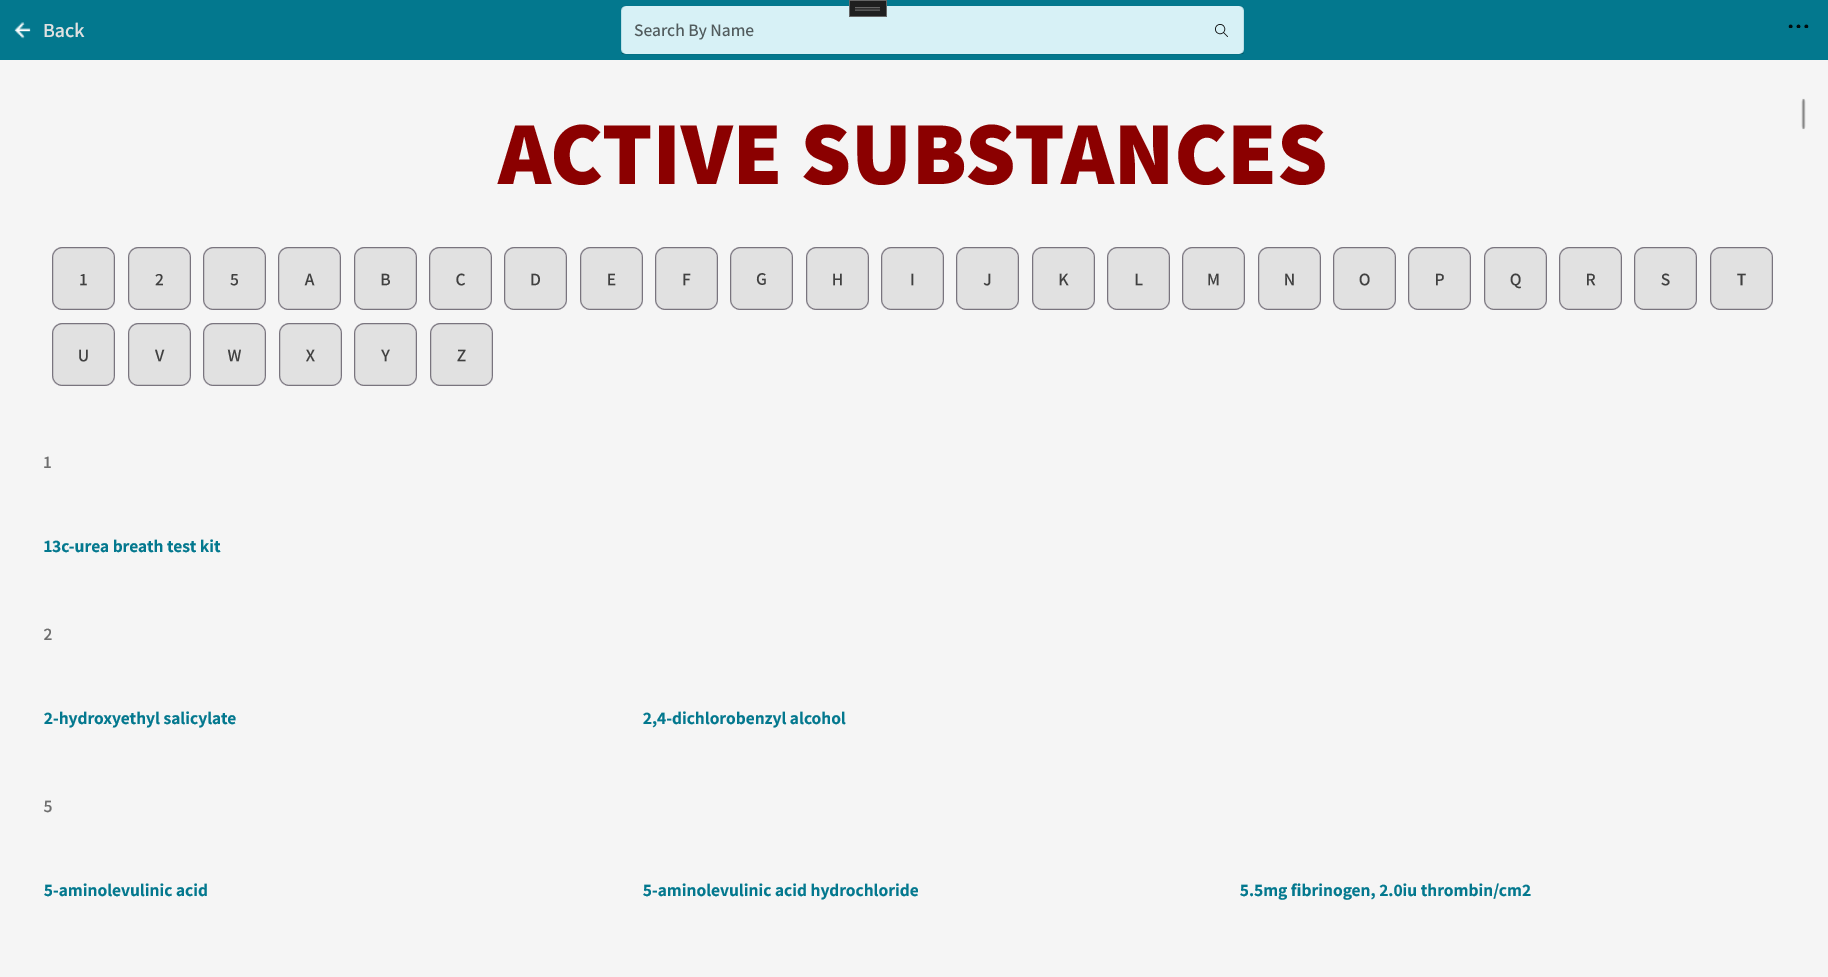 Back
Search By Name
ACTIVE SUBSTANCES
1 2 5 A B C D E F G H I J K L M N O P Q R S T
U V W X Y Z
1
13c-urea breath test kit
2
2-hydroxyethyl salicylate 2,4-dichlorobenzyl alcohol
5
5-aminolevulinic acid 5-aminolevulinic acid hydrochloride 5.5mg fibrinogen, 2.0iu thrombin/cm2